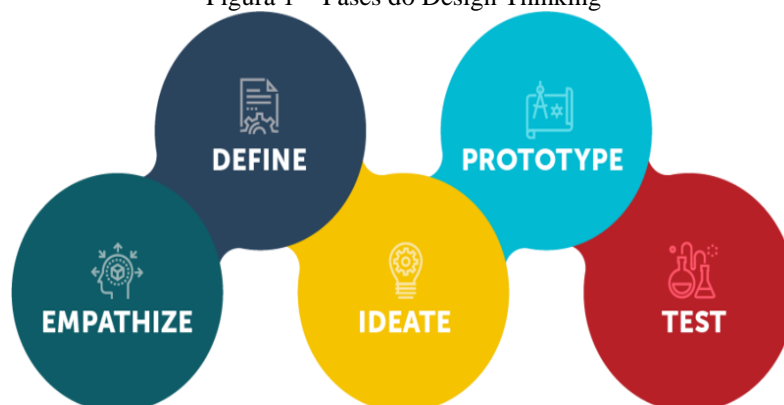 Figura 1 – Fases do Design Thinking
DEFINE
PROTOTYPE
EMPATHIZE
IDEATE
TEST